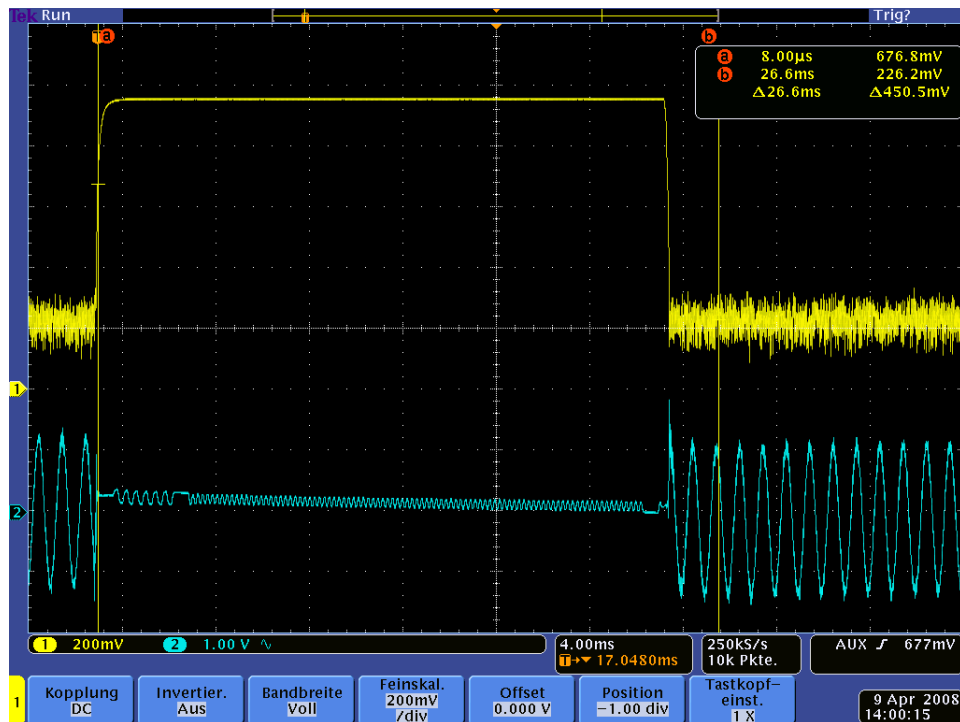 Tek Run Trig?
T a b
a 8.00µs 676.8mV
b 26.6ms 226.2mV
Δ26.6ms Δ450.5mV
1
2
1 200mV 2 1.00 V ∿
4.00ms
T→▼ 17.0480ms
250kS/s
10k Pkte.
AUX ʃ 677mV
1
Kopplung
DC
Invertier.
Aus
Bandbreite
Voll
Feinskal.
200mV
/div
Offset
0.000 V
Position
−1.00 div
Tastkopf−
einst.
1 X
9 Apr 2008
14:00:15